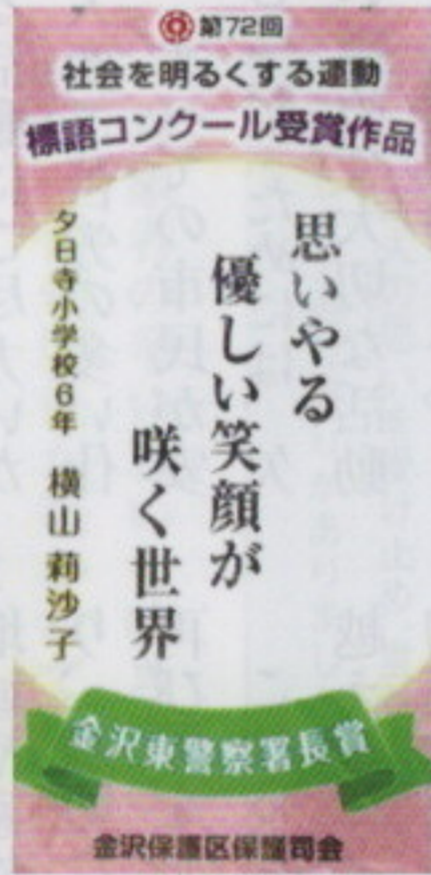 第72回
社会を明るくする運動
標語コンクール受賞作品
思いやる
優しい笑顔が
咲く世界
夕日寺小学校6年 横山莉沙子
金沢東警察署長賞
金沢保護区保護司会